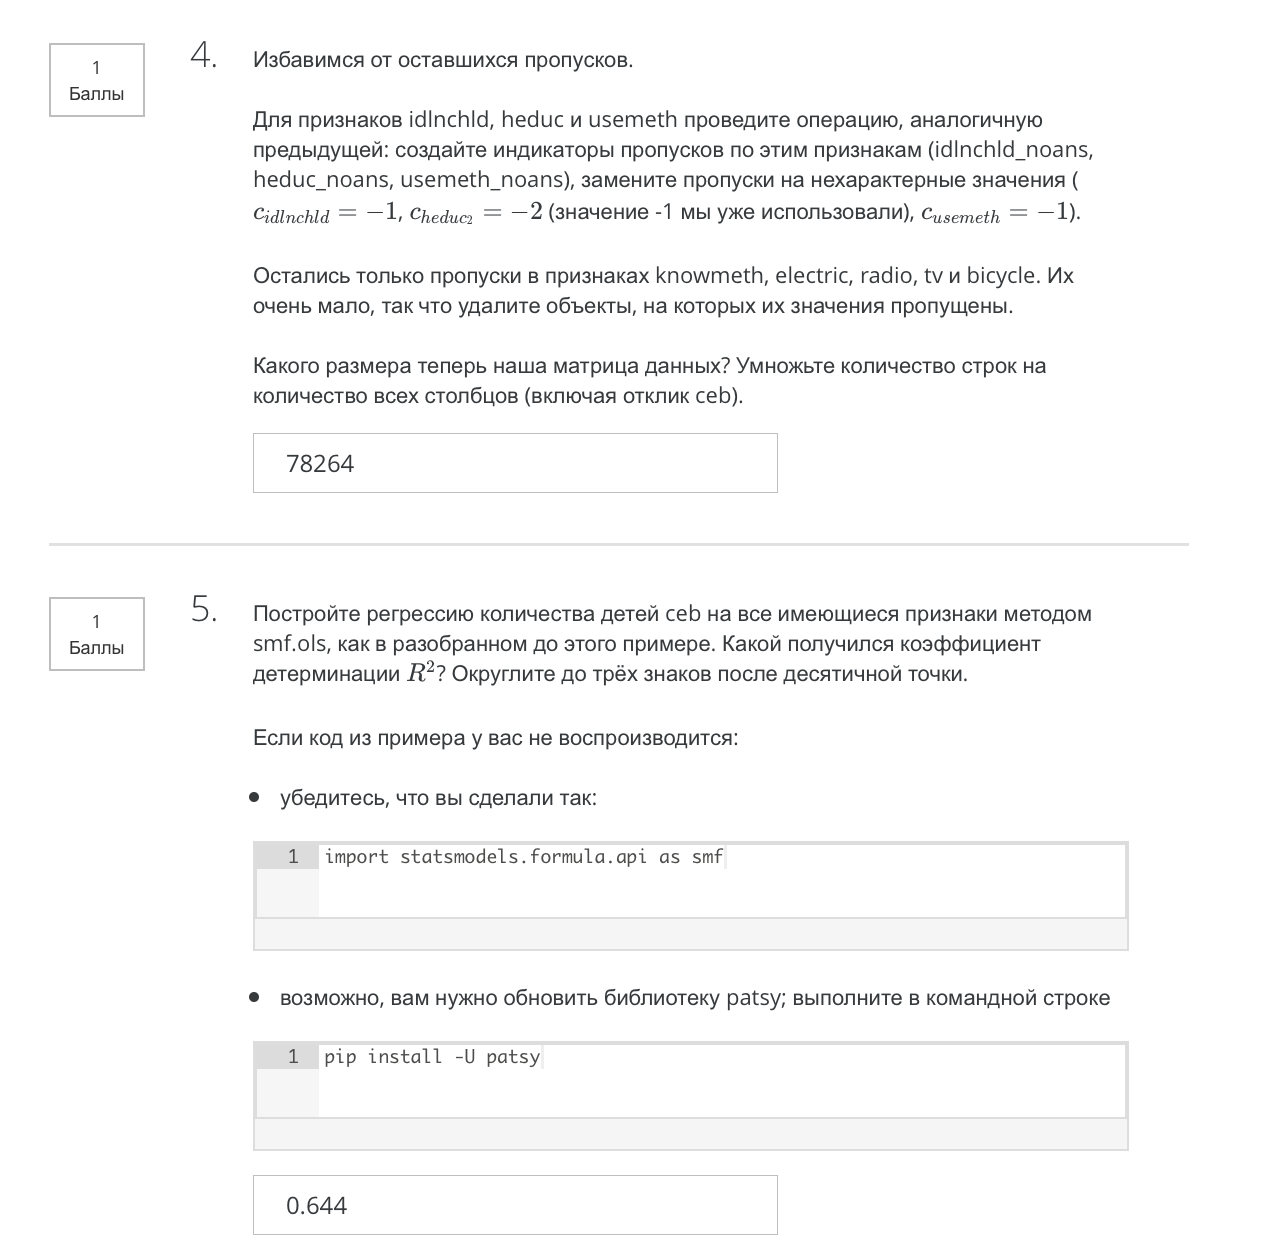 1
Баллы
4.
Избавимся от оставшихся пропусков.
Для признаков idlnchld, heduc и usemeth проведите операцию, аналогичную
предыдущей: создайте индикаторы пропусков по этим признакам (idlnchld_noans,
heduc_noans, usemeth_noans), замените пропуски на нехарактерные значения (
c_{idlnchld} = −1, c_{heduc_2} = −2 (значение -1 мы уже использовали), c_{usemeth} = −1).
Остались только пропуски в признаках knowmeth, electric, radio, tv и bicycle. Их
очень мало, так что удалите объекты, на которых их значения пропущены.
Какого размера теперь наша матрица данных? Умножьте количество строк на
количество всех столбцов (включая отклик ceb).
78264
1
Баллы
5.
Постройте регрессию количества детей ceb на все имеющиеся признаки методом
smf.ols, как в разобранном до этого примере. Какой получился коэффициент
детерминации R²? Округлите до трёх знаков после десятичной точки.
Если код из примера у вас не воспроизводится:
• убедитесь, что вы сделали так:
1 import statsmodels.formula.api as smf
• возможно, вам нужно обновить библиотеку patsy; выполните в командной строке
1 pip install -U patsy
0.644